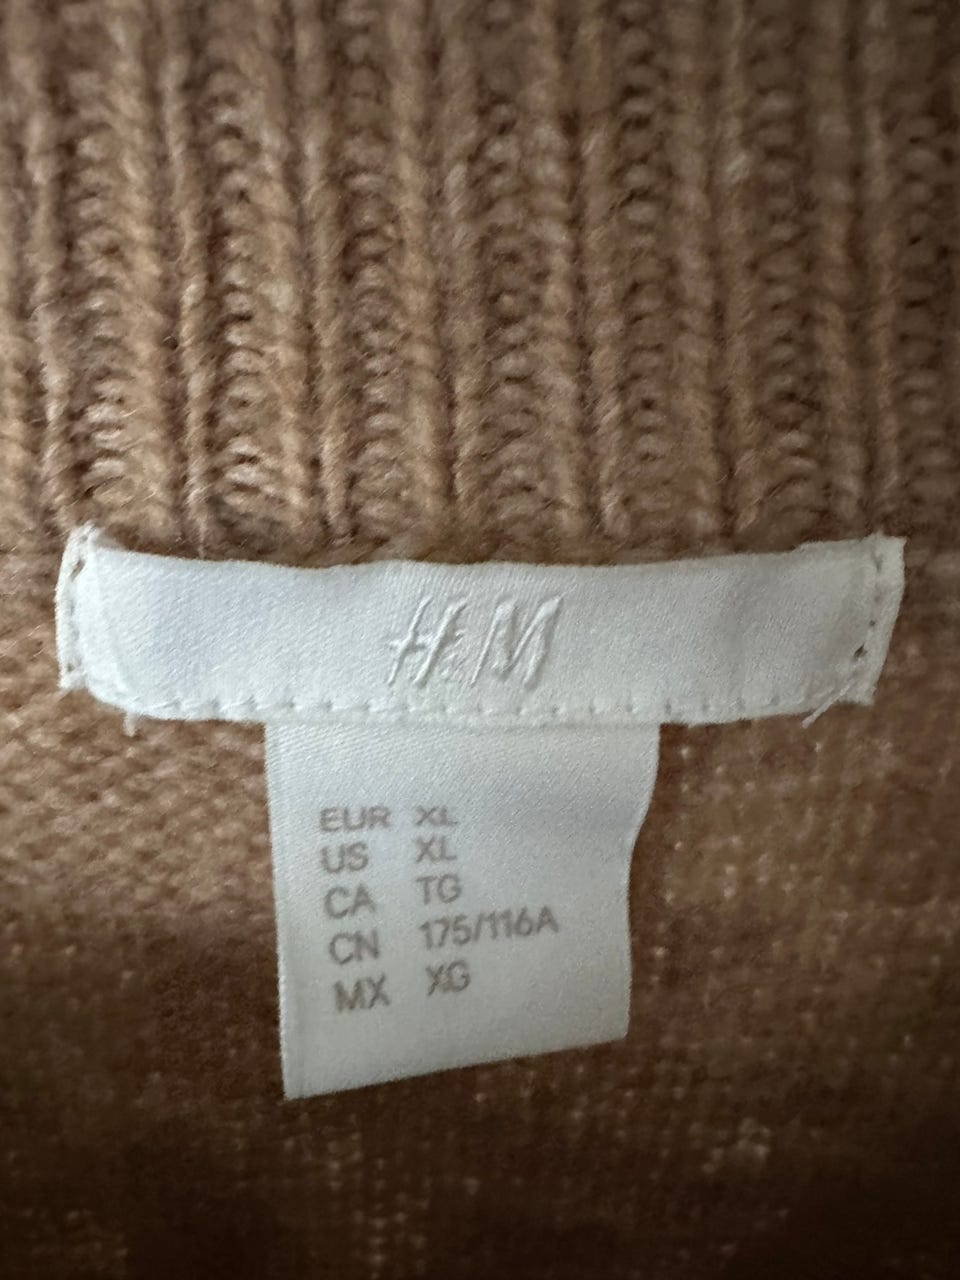 H&M
EUR XL
US XL
CA TG
CN 175/116A
MX XG